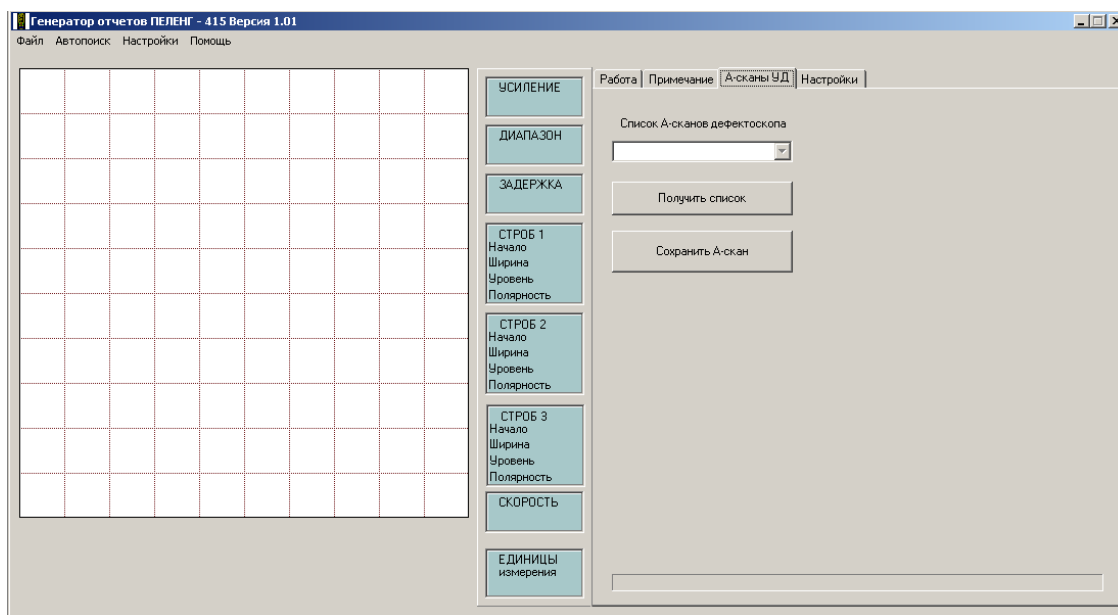 Генератор отчетов ПЕЛЕНГ - 415 Версия 1.01
Файл Автопоиск Настройки Помощь
УСИЛЕНИЕ
ДИАПАЗОН
ЗАДЕРЖКА
СТРОБ 1
Начало
Ширина
Уровень
Полярность
СТРОБ 2
Начало
Ширина
Уровень
Полярность
СТРОБ 3
Начало
Ширина
Уровень
Полярность
СКОРОСТЬ
ЕДИНИЦЫ
измерения
Работа Примечание А-сканы УД Настройки
Список А-сканов дефектоскопа
Получить список
Сохранить А-скан